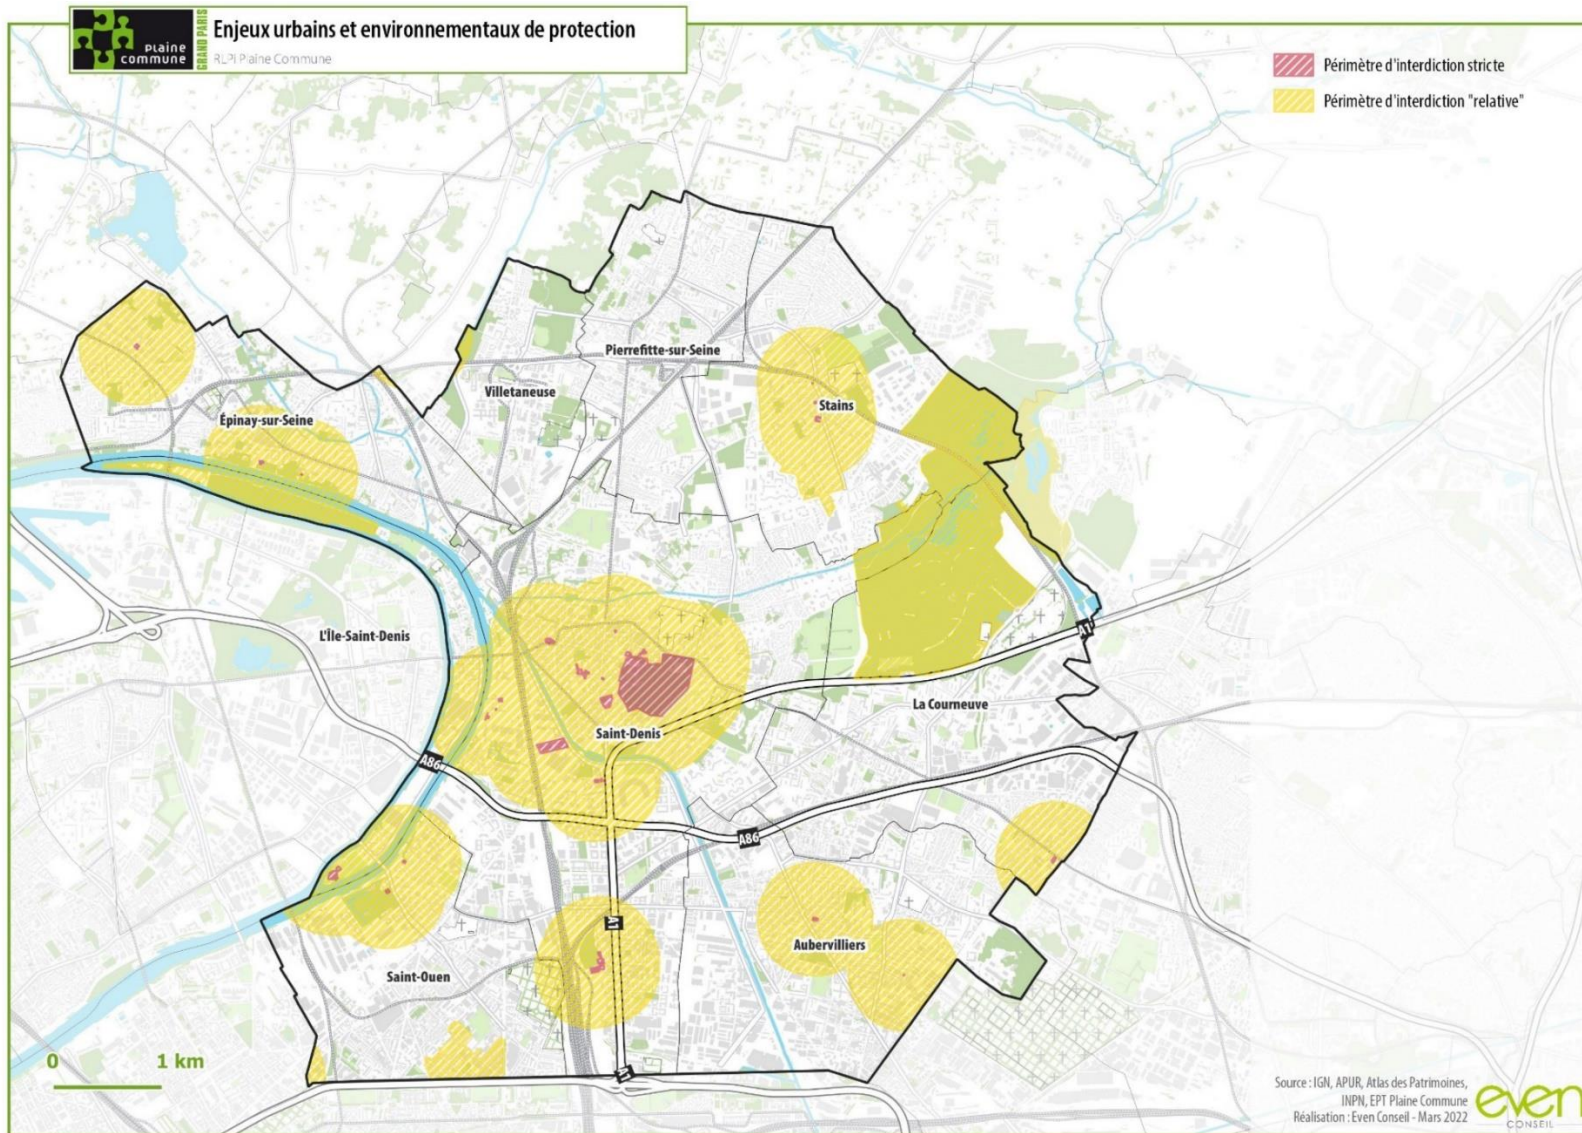 plaine
commune
GRAND PARIS
Enjeux urbains et environnementaux de protection
RLPi Plaine Commune
Périmètre d'interdiction stricte
Périmètre d'interdiction "relative"
Pierrefitte-sur-Seine
Villetaneuse
Stains
Épinay-sur-Seine
L'Île-Saint-Denis
A1
La Courneuve
Saint-Denis
A86
A86
A1
Aubervilliers
Saint-Ouen
A1
0 1 km
Source : IGN, APUR, Atlas des Patrimoines,
INPN, EPT Plaine Commune
Réalisation : Even Conseil - Mars 2022
even
CONSEIL